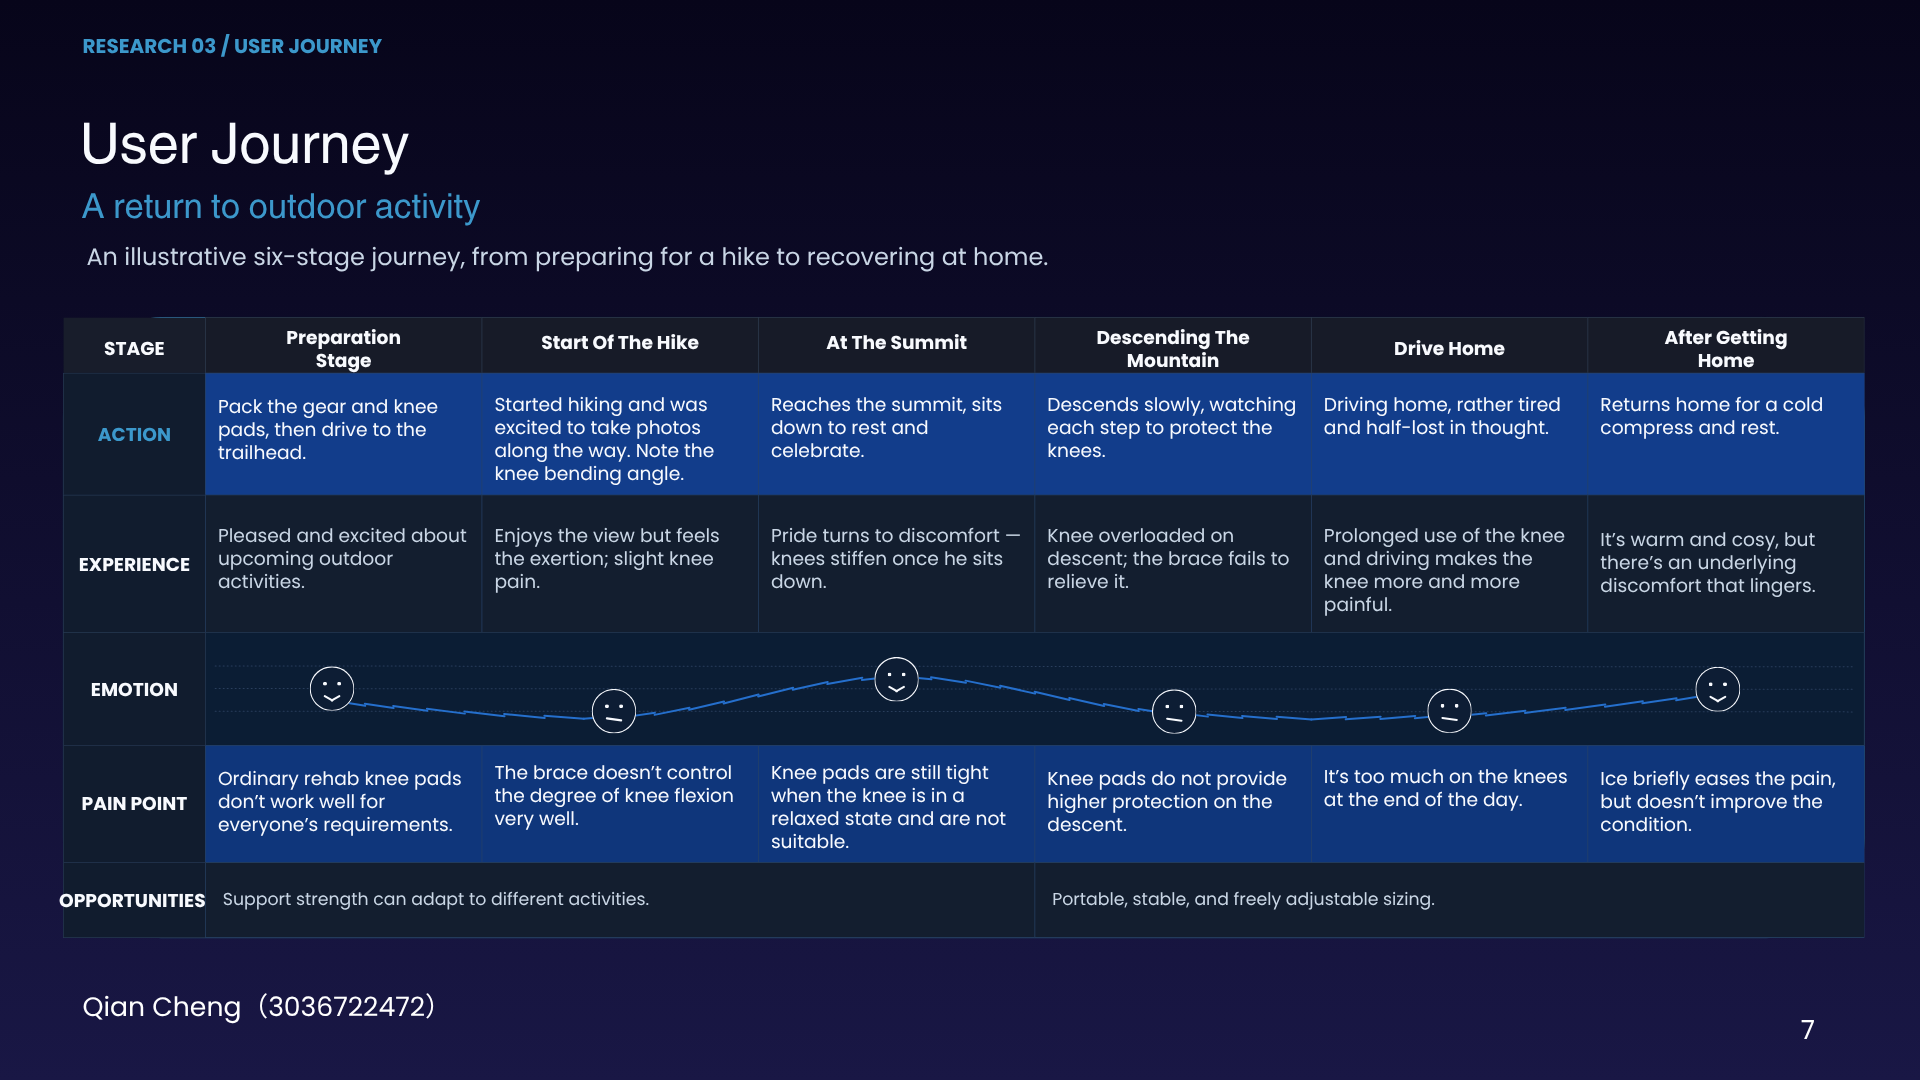 RESEARCH 03 / USER JOURNEY
User Journey
A return to outdoor activity
An illustrative six-stage journey, from preparing for a hike to recovering at home.
STAGE
Preparation
Stage
Start Of The Hike
At The Summit
Descending The
Mountain
Drive Home
After Getting
Home
ACTION
Pack the gear and knee
pads, then drive to the
trailhead.
Started hiking and was
excited to take photos
along the way. Note the
knee bending angle.
Reaches the summit, sits
down to rest and
celebrate.
Descends slowly, watching
each step to protect the
knees.
Driving home, rather tired
and half-lost in thought.
Returns home for a cold
compress and rest.
EXPERIENCE
Pleased and excited about
upcoming outdoor
activities.
Enjoys the view but feels
the exertion; slight knee
pain.
Pride turns to discomfort —
knees stiffen once he sits
down.
Knee overloaded on
descent; the brace fails to
relieve it.
Prolonged use of the knee
and driving makes the
knee more and more
painful.
It’s warm and cosy, but
there’s an underlying
discomfort that lingers.
EMOTION
PAIN POINT
Ordinary rehab knee pads
don’t work well for
everyone’s requirements.
The brace doesn’t control
the degree of knee flexion
very well.
Knee pads are still tight
when the knee is in a
relaxed state and are not
suitable.
Knee pads do not provide
higher protection on the
descent.
It’s too much on the knees
at the end of the day.
Ice briefly eases the pain,
but doesn’t improve the
condition.
OPPORTUNITIES
Support strength can adapt to different activities.
Portable, stable, and freely adjustable sizing.
Qian Cheng（3036722472）
7